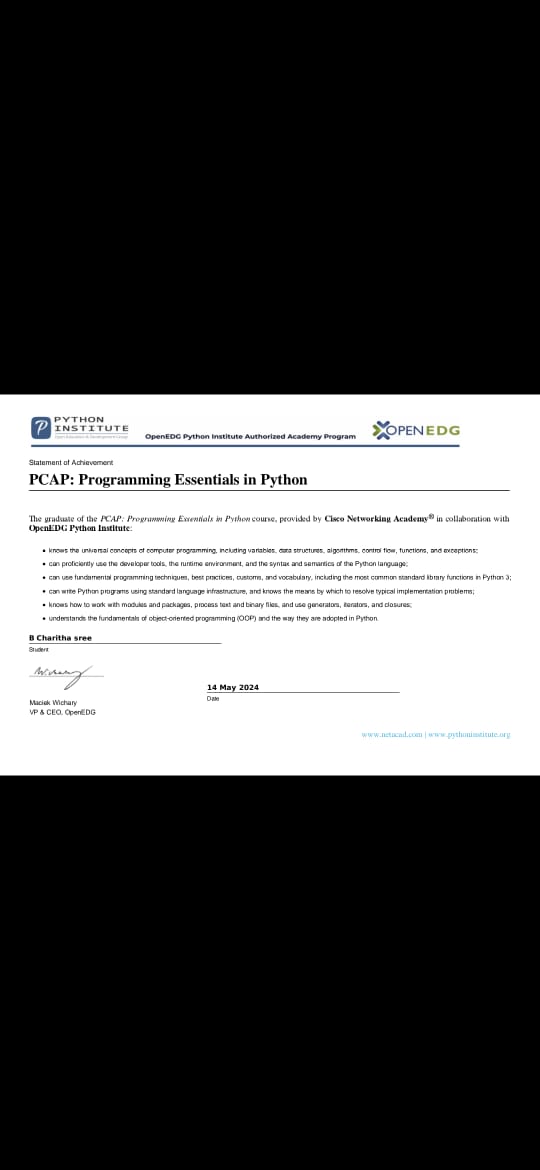 PYTHON
INSTITUTE
Open Education & Development Group
OpenEDG Python Institute Authorized Academy Program
OPENEDG
Statement of Achievement
PCAP: Programming Essentials in Python
The graduate of the PCAP: Programming Essentials in Python course, provided by Cisco Networking Academy® in collaboration with
OpenEDG Python Institute:
• knows the universal concepts of computer programming, including variables, data structures, algorithms, control flow, functions, and exceptions;
• can proficiently use the developer tools, the runtime environment, and the syntax and semantics of the Python language;
• can use fundamental programming techniques, best practices, customs, and vocabulary, including the most common standard library functions in Python 3;
• can write Python programs using standard language infrastructure, and knows the means by which to resolve typical implementation problems;
• knows how to work with modules and packages, process text and binary files, and use generators, iterators, and closures;
• understands the fundamentals of object-oriented programming (OOP) and the way they are adopted in Python.
B Charitha sree
Student
14 May 2024
Date
Maciek Wichary
VP & CEO, OpenEDG
www.netacad.com | www.pythoninstitute.org